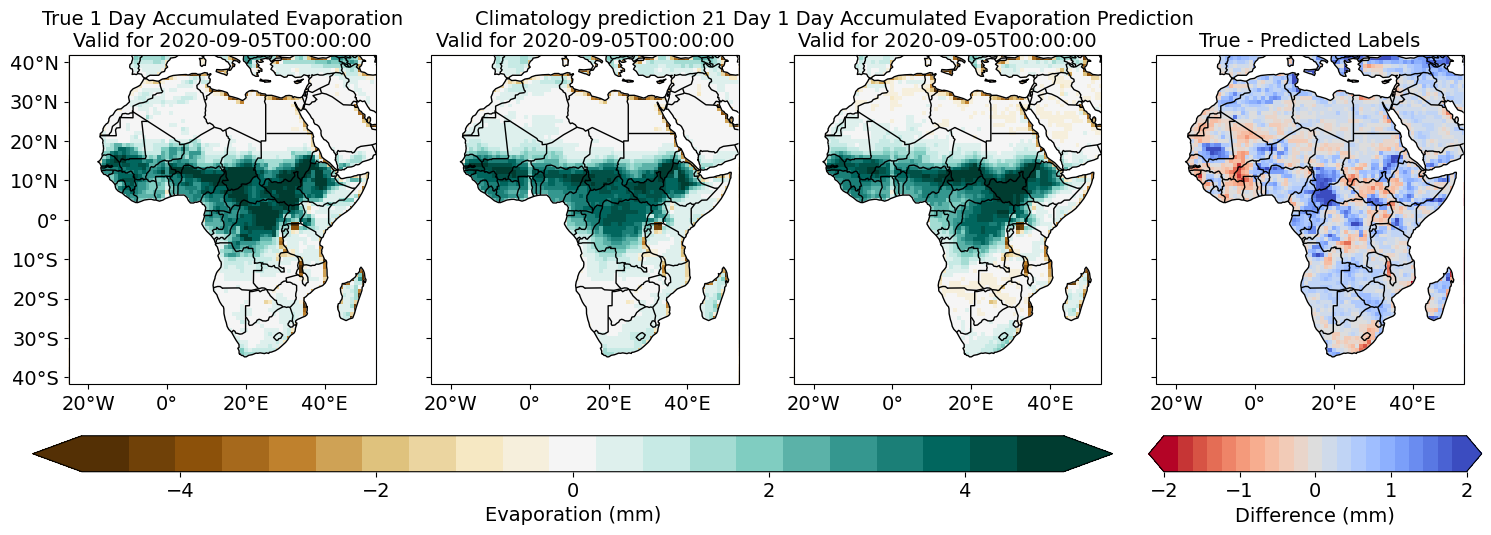 True 1 Day Accumulated Evaporation
Valid for 2020-09-05T00:00:00
Climatology prediction 21 Day 1 Day Accumulated Evaporation Prediction
Valid for 2020-09-05T00:00:00
Valid for 2020-09-05T00:00:00
True - Predicted Labels
40°N
30°N
20°N
10°N
0°
10°S
20°S
30°S
40°S
20°W 0° 20°E 40°E
20°W 0° 20°E 40°E
20°W 0° 20°E 40°E
20°W 0° 20°E 40°E
−4 −2 0 2 4
Evaporation (mm)
−2 −1 0 1 2
Difference (mm)